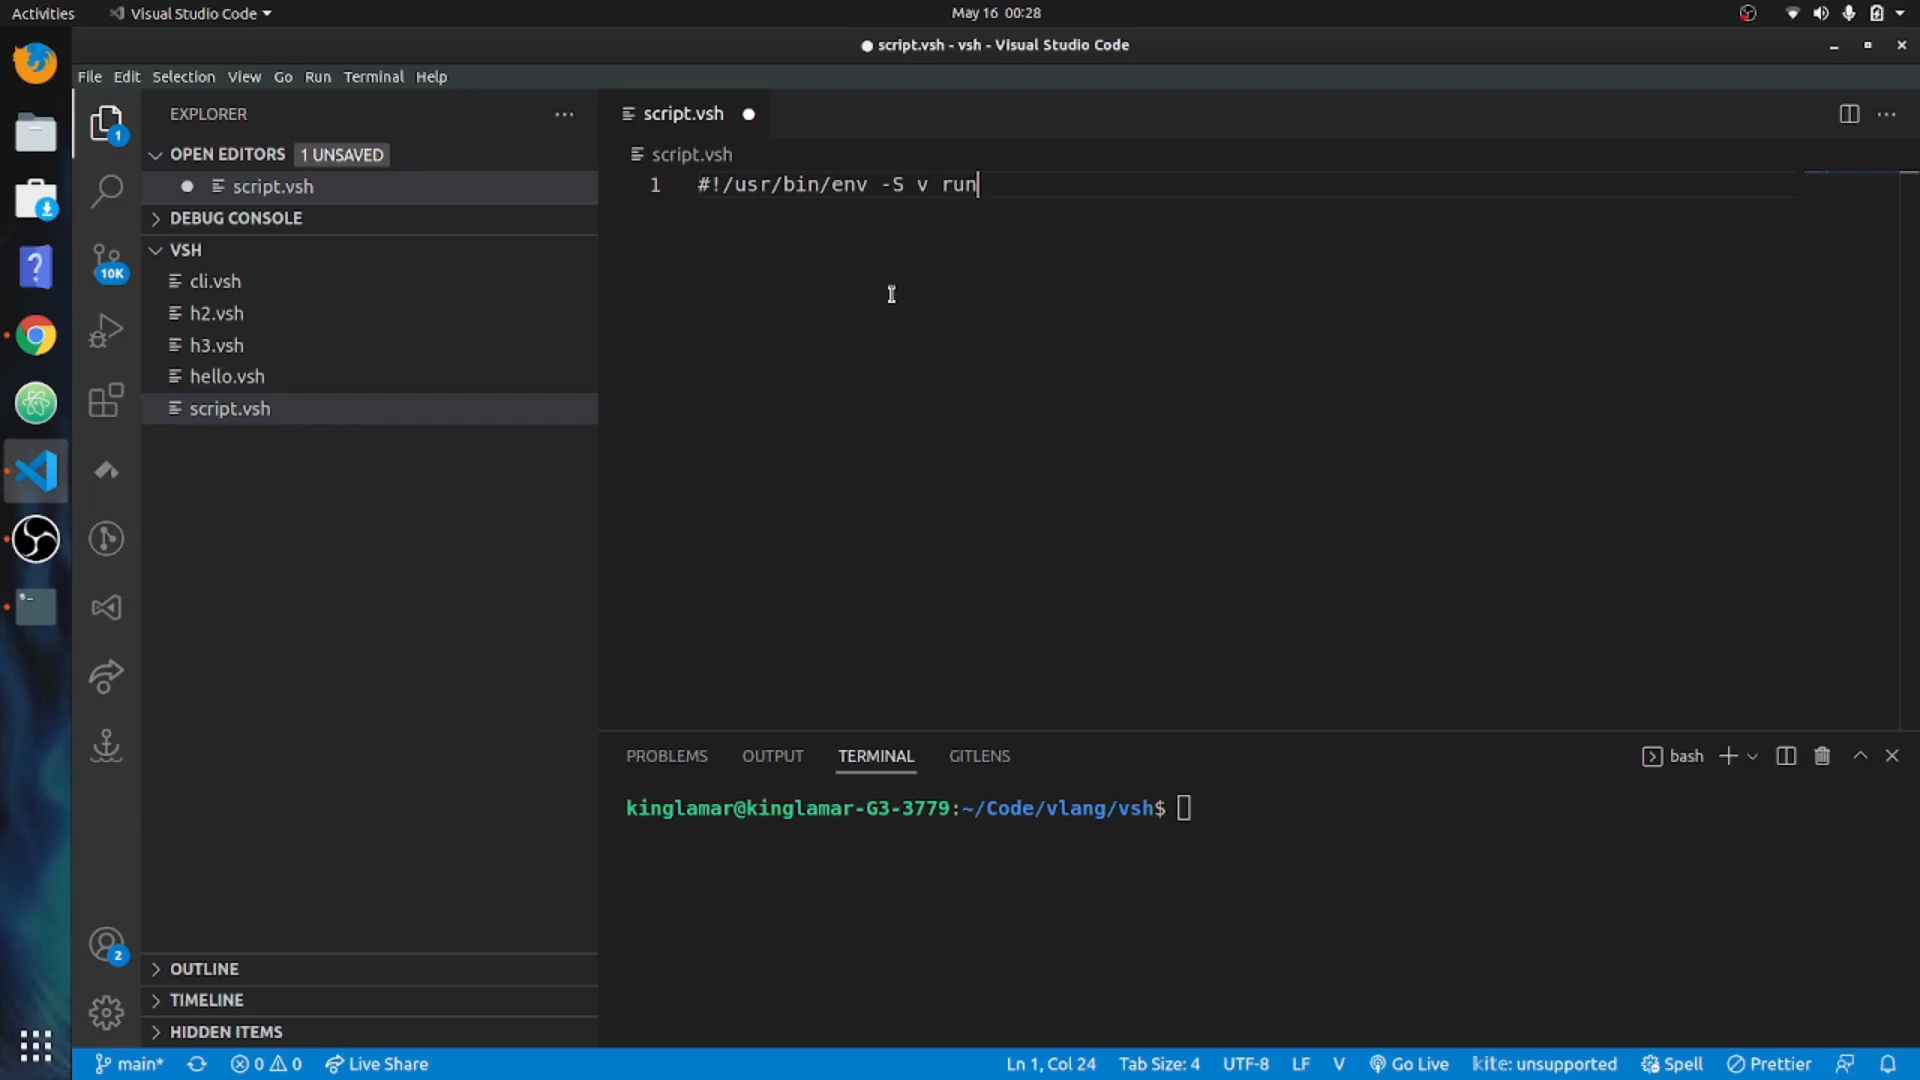 Activities
Visual Studio Code
May 16 00:28
● script.vsh - vsh - Visual Studio Code
File Edit Selection View Go Run Terminal Help
EXPLORER
script.vsh
1
OPEN EDITORS 1 UNSAVED
script.vsh
script.vsh
1 #!/usr/bin/env -S v run
DEBUG CONSOLE
VSH
10K
cli.vsh
h2.vsh
h3.vsh
hello.vsh
script.vsh
PROBLEMS OUTPUT TERMINAL GITLENS
bash
kinglamar@kinglamar-G3-3779:~/Code/vlang/vsh$
2
OUTLINE
TIMELINE
HIDDEN ITEMS
main* 0 0 Live Share Ln 1, Col 24 Tab Size: 4 UTF-8 LF V Go Live kite: unsupported Spell Prettier